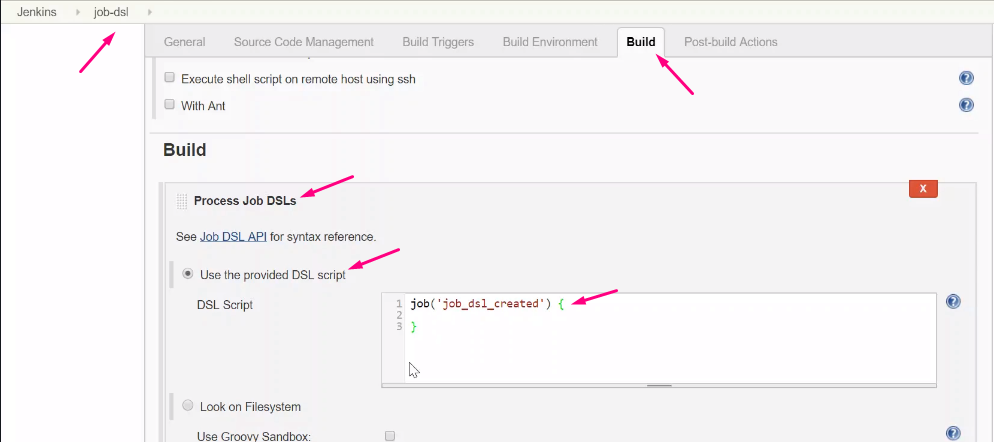 Jenkins job-dsl
General Source Code Management Build Triggers Build Environment Build Post-build Actions
Execute shell script on remote host using ssh
With Ant
Build
Process Job DSLs
X
See Job DSL API for syntax reference.
Use the provided DSL script
DSL Script
1 job('job_dsl_created') {
2
3 }
Look on Filesystem
Use Groovy Sandbox: